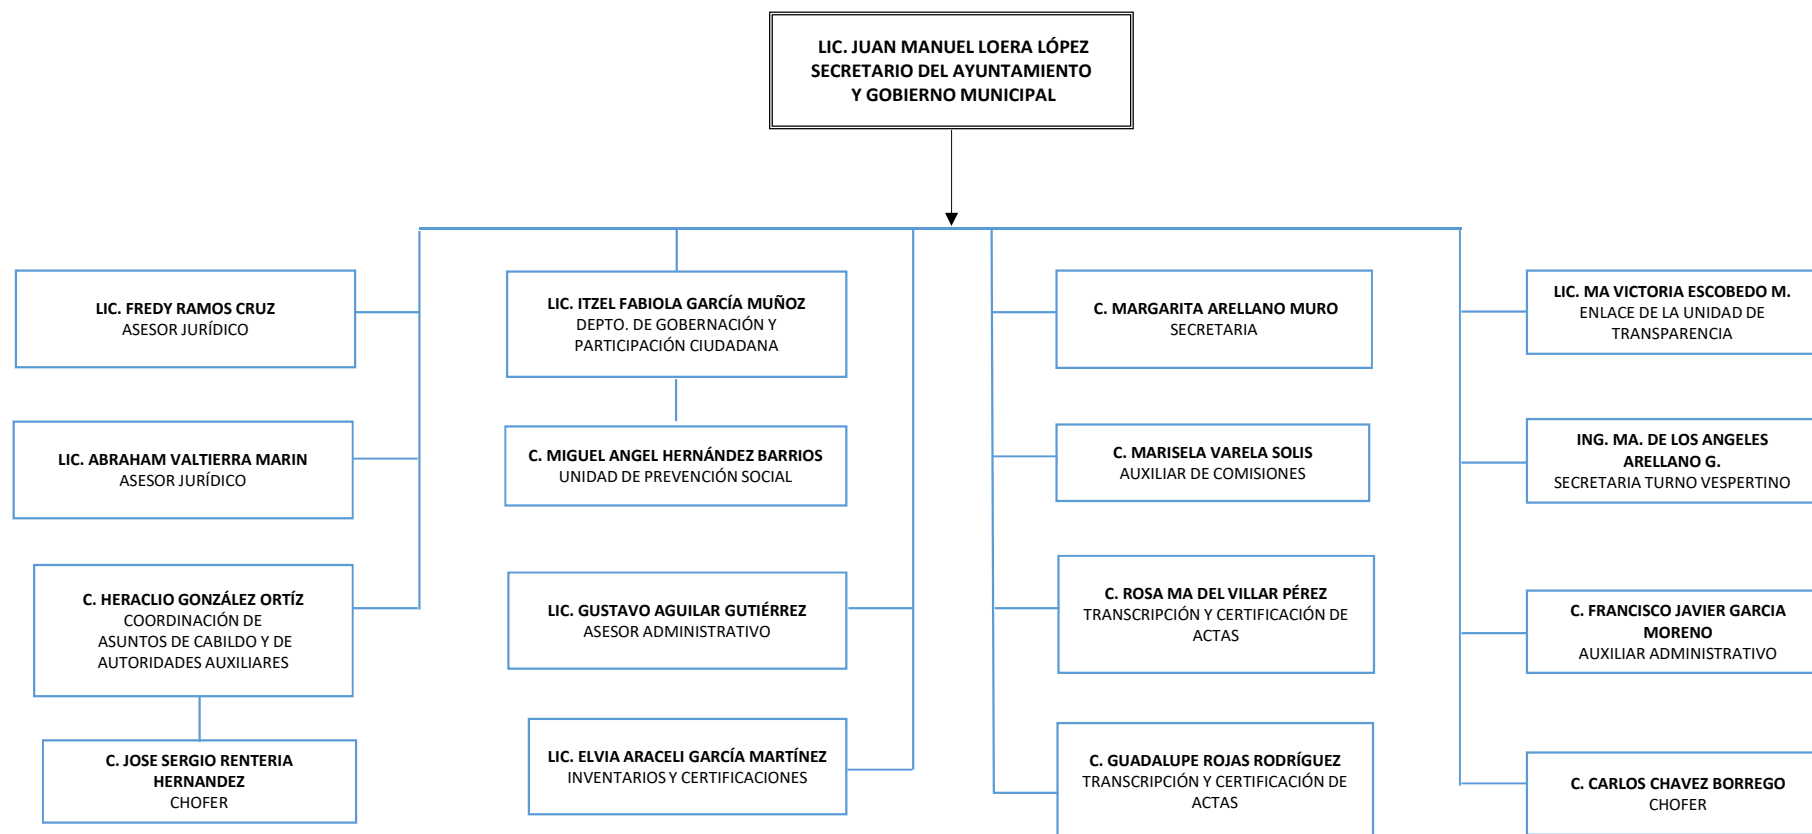 LIC. JUAN MANUEL LOERA LÓPEZ
SECRETARIO DEL AYUNTAMIENTO
Y GOBIERNO MUNICIPAL
LIC. FREDY RAMOS CRUZ
ASESOR JURÍDICO
LIC. ABRAHAM VALTIERRA MARIN
ASESOR JURÍDICO
C. HERACLIO GONZÁLEZ ORTÍZ
COORDINACIÓN DE
ASUNTOS DE CABILDO Y DE
AUTORIDADES AUXILIARES
C. JOSE SERGIO RENTERIA
HERNANDEZ
CHOFER
LIC. ITZEL FABIOLA GARCÍA MUÑOZ
DEPTO. DE GOBERNACIÓN Y
PARTICIPACIÓN CIUDADANA
C. MIGUEL ANGEL HERNÁNDEZ BARRIOS
UNIDAD DE PREVENCIÓN SOCIAL
LIC. GUSTAVO AGUILAR GUTIÉRREZ
ASESOR ADMINISTRATIVO
LIC. ELVIA ARACELI GARCÍA MARTÍNEZ
INVENTARIOS Y CERTIFICACIONES
C. MARGARITA ARELLANO MURO
SECRETARIA
C. MARISELA VARELA SOLIS
AUXILIAR DE COMISIONES
C. ROSA MA DEL VILLAR PÉREZ
TRANSCRIPCIÓN Y CERTIFICACIÓN DE
ACTAS
C. GUADALUPE ROJAS RODRÍGUEZ
TRANSCRIPCIÓN Y CERTIFICACIÓN DE
ACTAS
LIC. MA VICTORIA ESCOBEDO M.
ENLACE DE LA UNIDAD DE
TRANSPARENCIA
ING. MA. DE LOS ANGELES
ARELLANO G.
SECRETARIA TURNO VESPERTINO
C. FRANCISCO JAVIER GARCIA
MORENO
AUXILIAR ADMINISTRATIVO
C. CARLOS CHAVEZ BORREGO
CHOFER